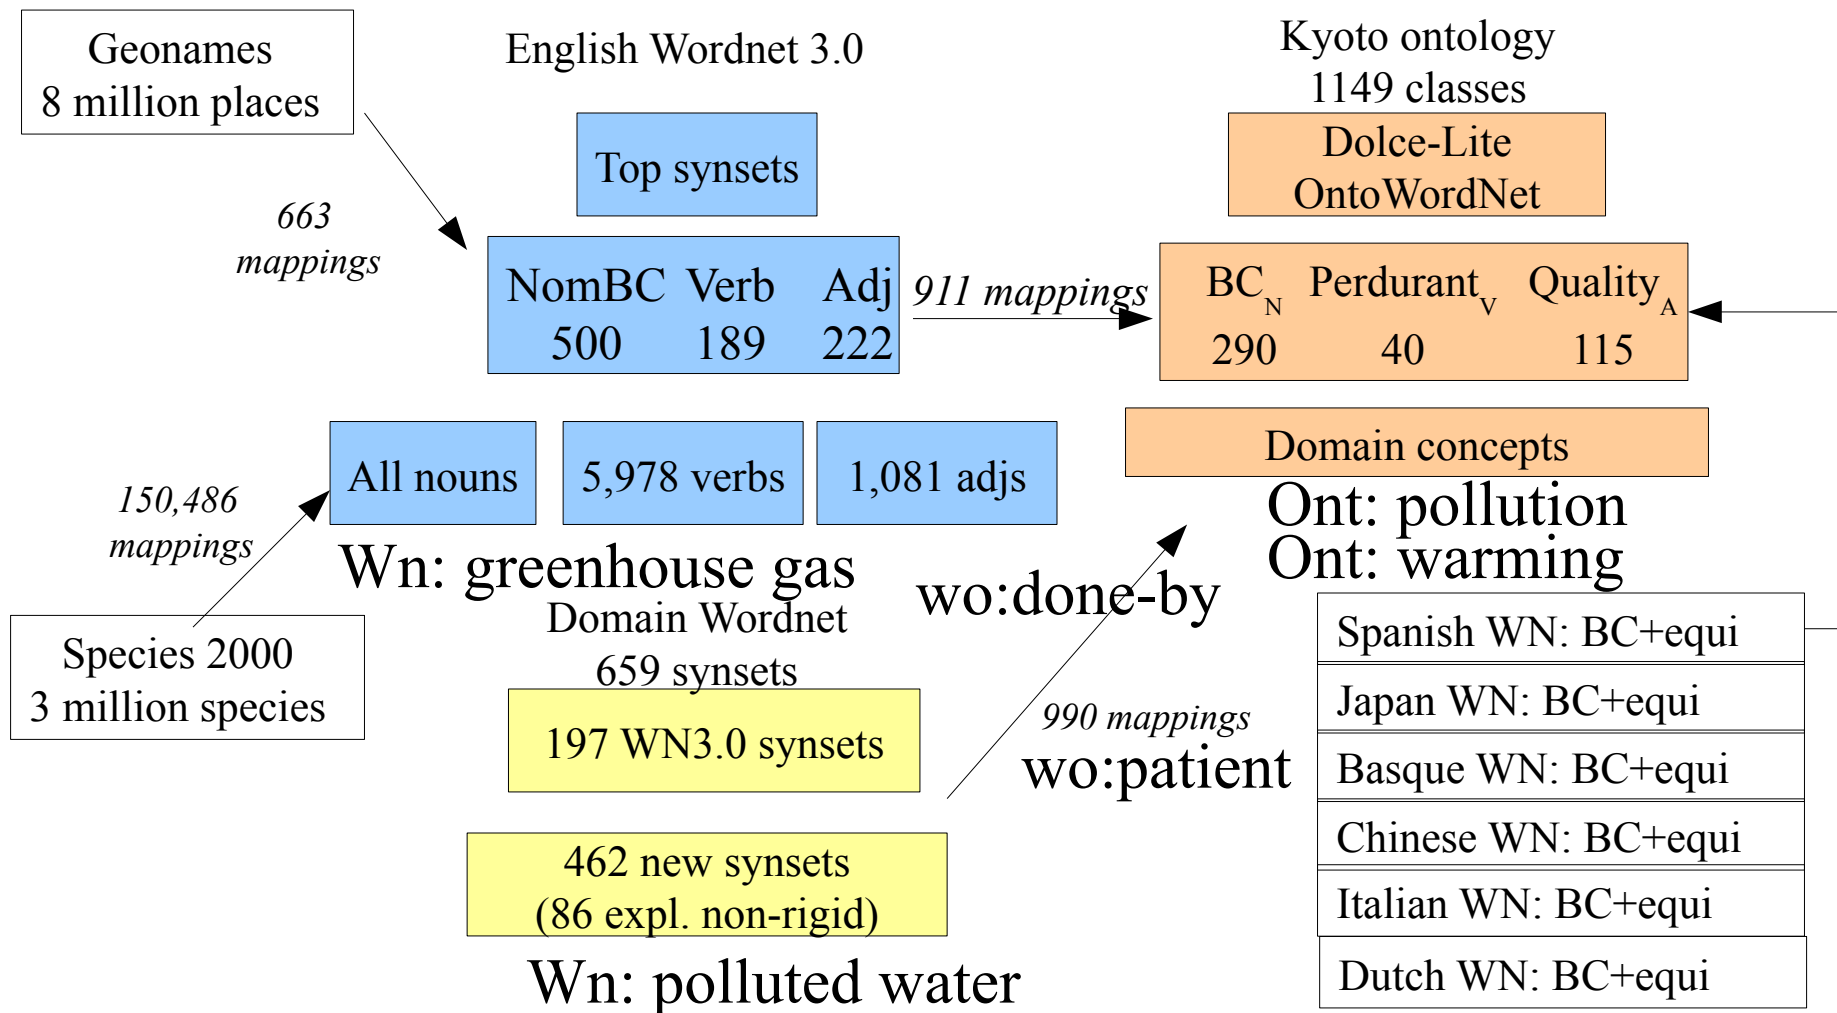 Geonames
8 million places
English Wordnet 3.0
Kyoto ontology
1149 classes
Top synsets
Dolce-Lite
OntoWordNet
663
mappings
NomBC Verb Adj
500 189 222
911 mappings
BC_N Perdurant_V Quality_A
290 40 115
All nouns
5,978 verbs
1,081 adjs
Domain concepts
150,486
mappings
Ont: pollution
Ont: warming
Wn: greenhouse gas
wo:done-by
Domain Wordnet
659 synsets
Species 2000
3 million species
197 WN3.0 synsets
990 mappings
wo:patient
462 new synsets
(86 expl. non-rigid)
Wn: polluted water
Spanish WN: BC+equi
Japan WN: BC+equi
Basque WN: BC+equi
Chinese WN: BC+equi
Italian WN: BC+equi
Dutch WN: BC+equi